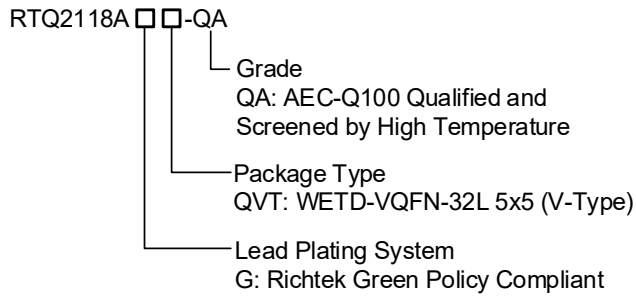 RTQ2118A□□-QA
Grade
QA: AEC-Q100 Qualified and
Screened by High Temperature
Package Type
QVT: WETD-VQFN-32L 5x5 (V-Type)
Lead Plating System
G: Richtek Green Policy Compliant